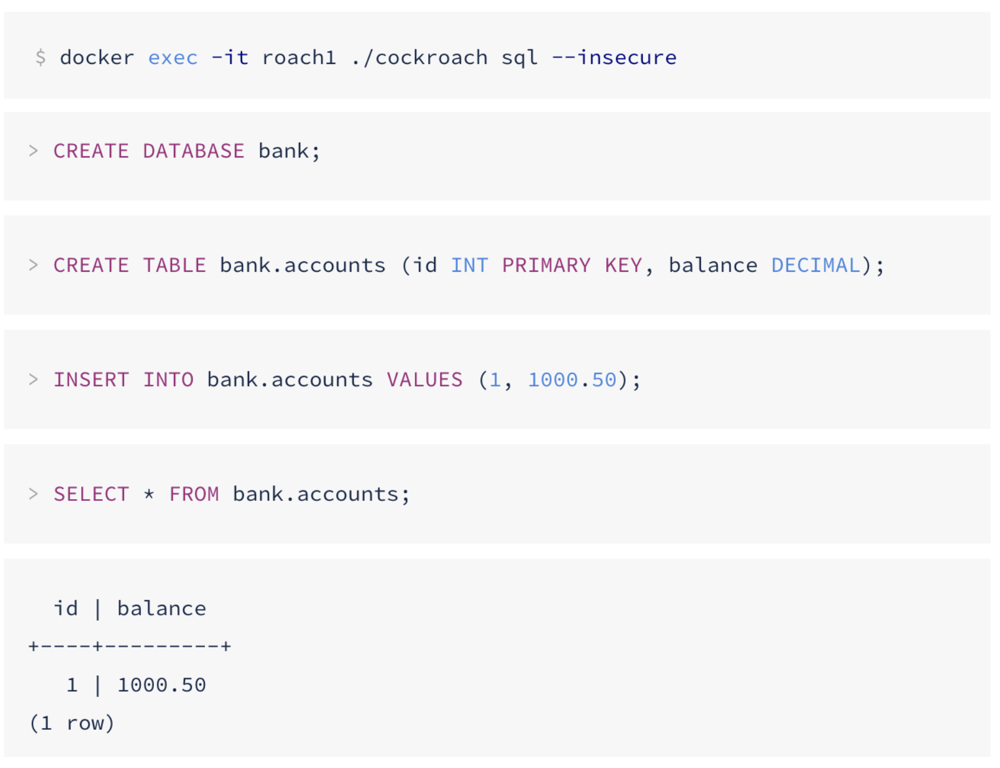 $ docker exec -it roach1 ./cockroach sql --insecure
> CREATE DATABASE bank;
> CREATE TABLE bank.accounts (id INT PRIMARY KEY, balance DECIMAL);
> INSERT INTO bank.accounts VALUES (1, 1000.50);
> SELECT * FROM bank.accounts;
  id | balance
+----+---------+
   1 | 1000.50
(1 row)